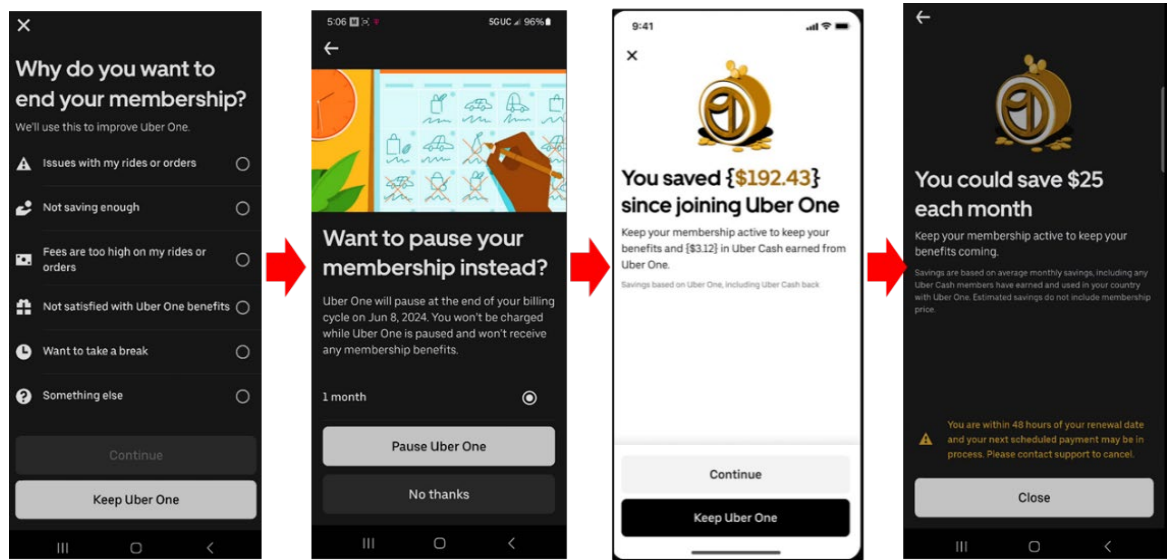 Why do you want to
end your membership?
We'll use this to improve Uber One.
Issues with my rides or orders
Not saving enough
Fees are too high on my rides or
orders
Not satisfied with Uber One benefits
Want to take a break
Something else
Continue
Keep Uber One
5:06
5GUC 96%
Want to pause your
membership instead?
Uber One will pause at the end of your billing
cycle on Jun 8, 2024. You won't be charged
while Uber One is paused and won't receive
any membership benefits.
1 month
Pause Uber One
No thanks
9:41
You saved {$192.43}
since joining Uber One
Keep your membership active to keep your
benefits and {$3.12} in Uber Cash earned from
Uber One.
Savings based on Uber One, including Uber Cash back
Continue
Keep Uber One
You could save $25
each month
Keep your membership active to keep your
benefits coming.
Savings are based on average monthly savings, including any
Uber Cash members have earned and used in your country
with Uber One. Estimated savings do not include membership
price.
You are within 48 hours of your renewal date
and your next scheduled payment may be in
process. Please contact support to cancel.
Close